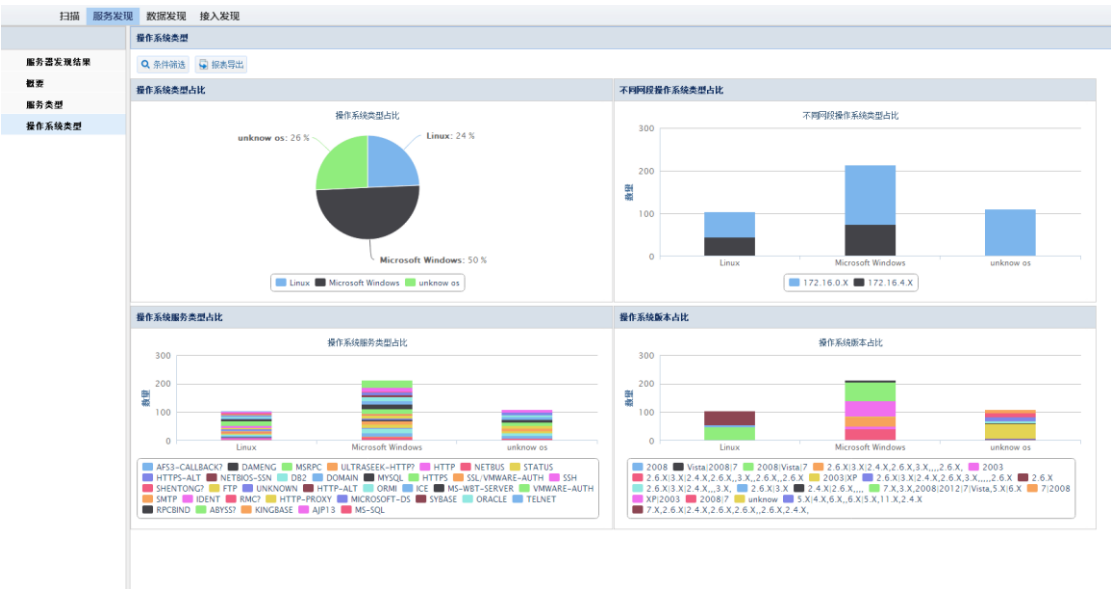 扫描 服务发现 数据发现 接入发现
操作系统类型
服务器发现结果
概要
服务类型
操作系统类型
条件筛选 报表导出
操作系统类型占比
操作系统类型占比
unknow os: 26 %
Linux: 24 %
Microsoft Windows: 50 %
Linux Microsoft Windows unknow os
不同网段操作系统类型占比
不同网段操作系统类型占比
300
200
100
0
数量
Linux Microsoft Windows unknow os
172.16.0.X 172.16.4.X
操作系统服务类型占比
操作系统服务类型占比
300
200
100
0
数量
Linux Microsoft Windows unknow os
AFS3-CALLBACK? DAMENG MSRPC ULTRASEEK-HTTP? HTTP NETBUS STATUS
HTTPS-ALT NETBIOS-SSN DB2 DOMAIN MYSQL HTTPS SSL/VMWARE-AUTH SSH
SHENTONG? FTP UNKNOWN HTTP-ALT ORMI ICE MS-WBT-SERVER VMWARE-AUTH
SMTP IDENT RMC? HTTP-PROXY MICROSOFT-DS SYBASE ORACLE TELNET
RPCBIND ABYSS? KINGBASE AJP13 MS-SQL
操作系统版本占比
操作系统版本占比
300
200
100
0
数量
Linux Microsoft Windows unknow os
2008 Vista|2008|7 2008|Vista|7 2.6.X|3.X|2.4.X,2.6.X,3.X,,,,2.6.X, 2003
2.6.X|3.X|2.4.X,2.6.X,,3.X,,2.6.X,,2.6.X 2003|XP 2.6.X|3.X|2.4.X,2.6.X,3.X,,,,,2.6.X 2.6.X
2.6.X|3.X|2.4.X,,,3.X, 2.6.X|3.X 2.4.X|2.6.X,,,, 7.X,3.X,2008|2012|7|Vista,5.X|6.X 7|2008
XP|2003 2008|7 unknow 5.X|4.X,6.X,,6.X|5.X,11.X,2.4.X
7.X,2.6.X|2.4.X,2.6.X,2.6.X,,2.6.X,2.4.X,